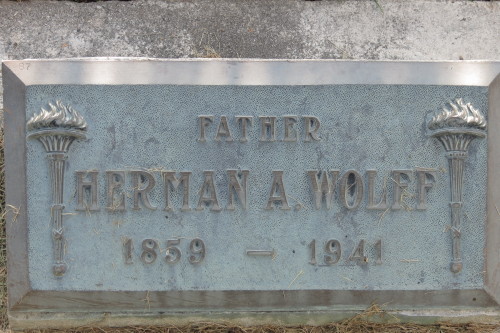 FATHER
HERMAN A. WOLFF
1859 — 1941